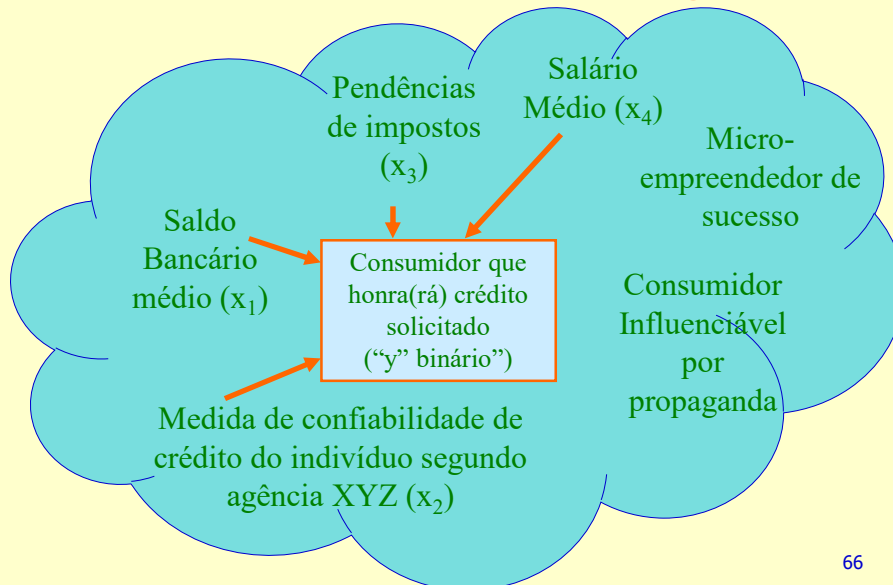 Pendências
de impostos
(x₃)
Salário
Médio (x₄)
Micro-
empreendedor de
sucesso
Saldo
Bancário
médio (x₁)
Consumidor que
honra(rá) crédito
solicitado
(“y” binário”)
Consumidor
Influenciável
por
propaganda
Medida de confiabilidade de
crédito do indivíduo segundo
agência XYZ (x₂)
66